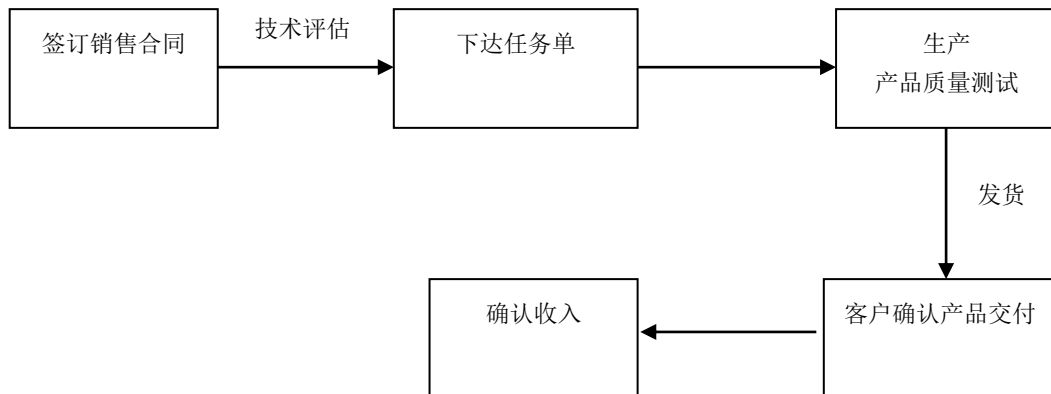 签订销售合同
技术评估
下达任务单
生产
产品质量测试
发货
客户确认产品交付
确认收入